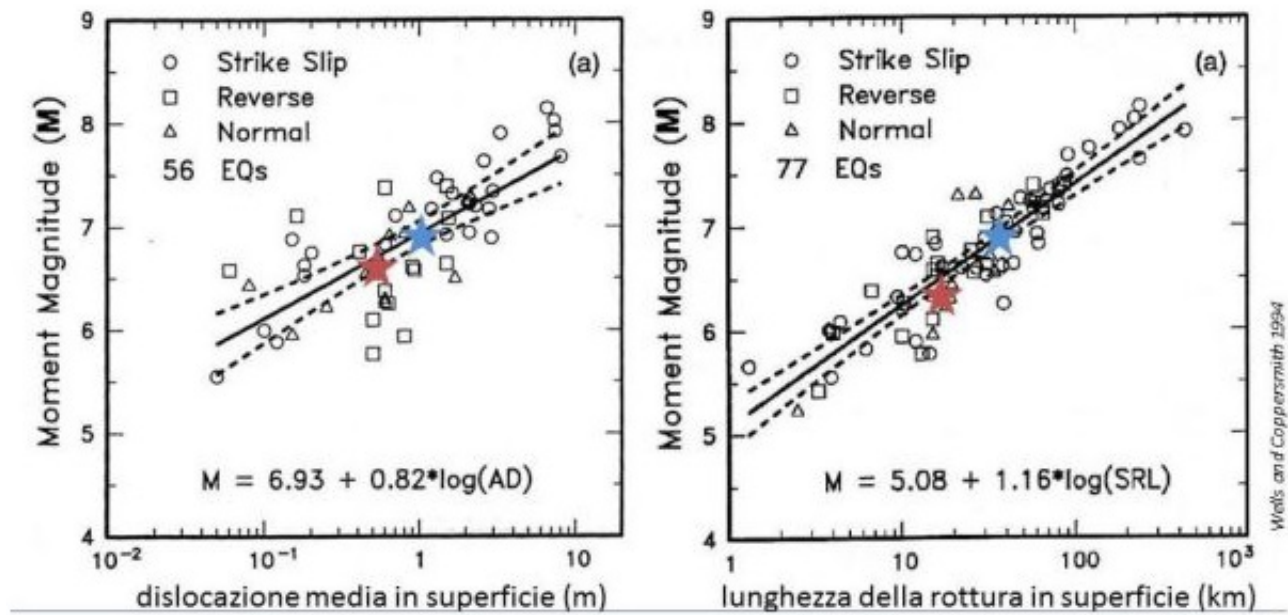 9
8
7
6
5
4
Moment Magnitude (M)
Strike Slip
Reverse
Normal
56 EQs
(a)
M = 6.93 + 0.82*log(AD)
10⁻² 10⁻¹ 1 10
dislocazione media in superficie (m)
9
8
7
6
5
4
Moment Magnitude (M)
Strike Slip
Reverse
Normal
77 EQs
(a)
M = 5.08 + 1.16*log(SRL)
1 10 100 10³
lunghezza della rottura in superficie (km)
Wells and Coppersmith 1994